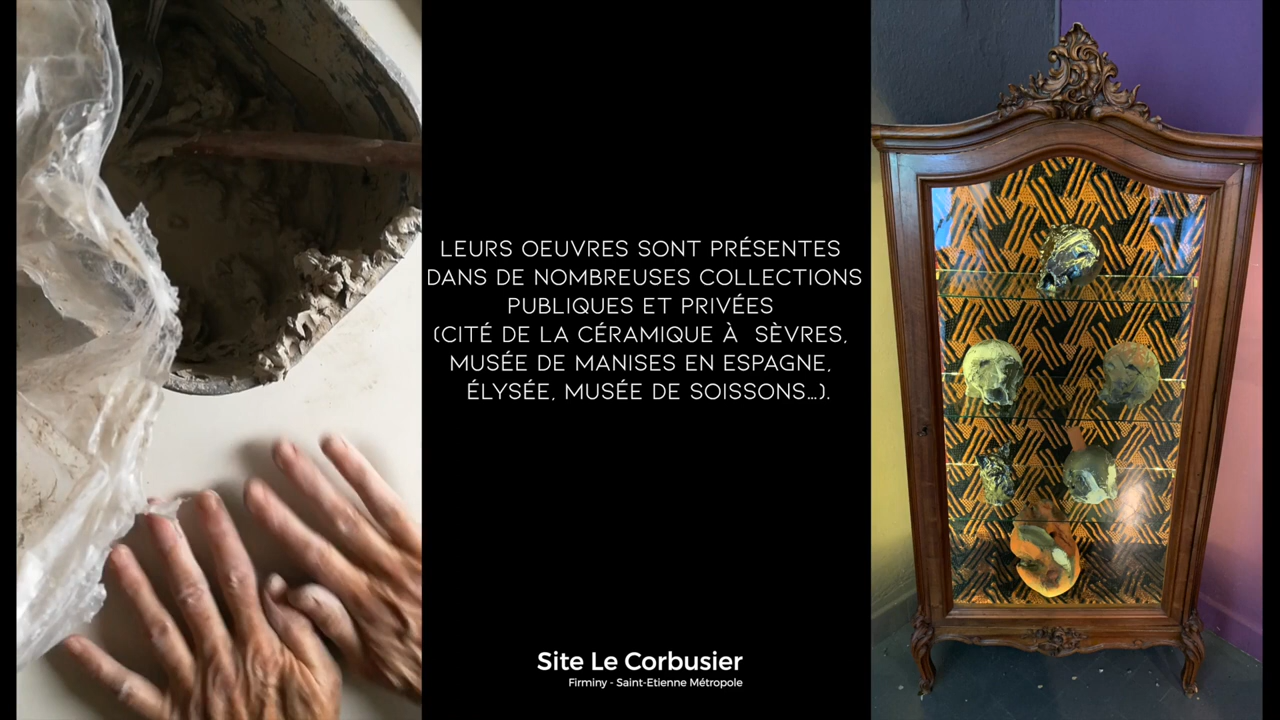 LEURS OEUVRES SONT PRÉSENTES
DANS DE NOMBREUSES COLLECTIONS
PUBLIQUES ET PRIVÉES
(CITÉ DE LA CÉRAMIQUE À SÈVRES,
MUSÉE DE MANISES EN ESPAGNE,
ÉLYSÉE, MUSÉE DE SOISSONS...).
Site Le Corbusier
Firminy - Saint-Etienne Métropole